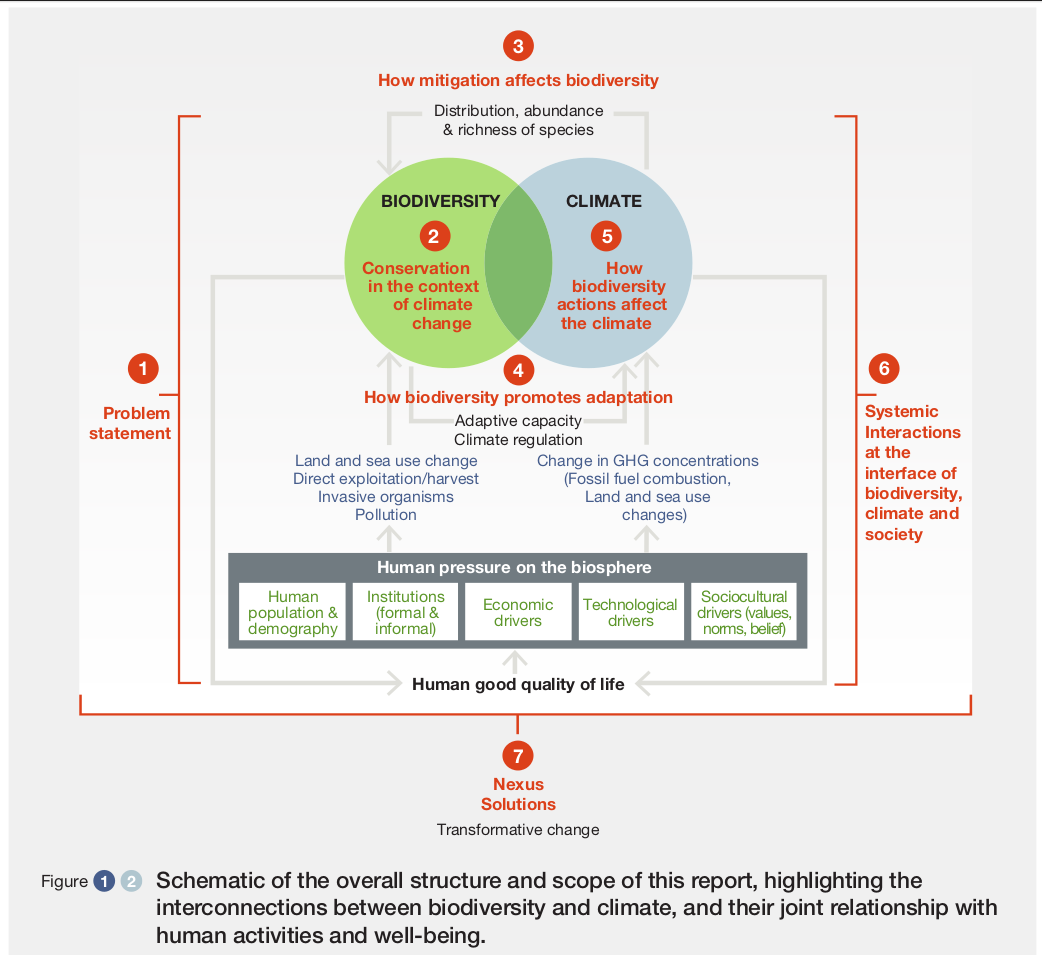 3
How mitigation affects biodiversity
Distribution, abundance
& richness of species
BIODIVERSITY
2
Conservation
in the context
of climate
change
CLIMATE
5
How
biodiversity
actions affect
the climate
1
Problem
statement
4
How biodiversity promotes adaptation
Adaptive capacity
Climate regulation
6
Systemic
Interactions
at the
interface of
biodiversity,
climate and
society
Land and sea use change
Direct exploitation/harvest
Invasive organisms
Pollution
Change in GHG concentrations
(Fossil fuel combustion,
Land and sea use
changes)
Human pressure on the biosphere
Human
population &
demography
Institutions
(formal &
informal)
Economic
drivers
Technological
drivers
Sociocultural
drivers (values,
norms, belief)
Human good quality of life
7
Nexus
Solutions
Transformative change
Figure 1 2 Schematic of the overall structure and scope of this report, highlighting the
interconnections between biodiversity and climate, and their joint relationship with
human activities and well-being.